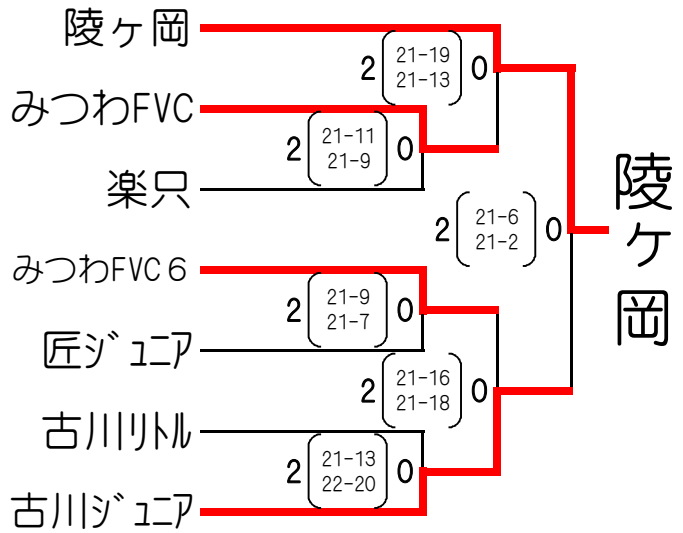 陵ヶ岡
2 21-19 0
21-13
みつわFVC
2 21-11 0
21-9
楽只
陵ヶ岡
2 21-6 0
21-2
みつわFVC6
2 21-9 0
21-7
匠ｼﾞｭﾆｱ
2 21-16 0
21-18
古川ﾘﾄﾙ
2 21-13 0
22-20
古川ｼﾞｭﾆｱ